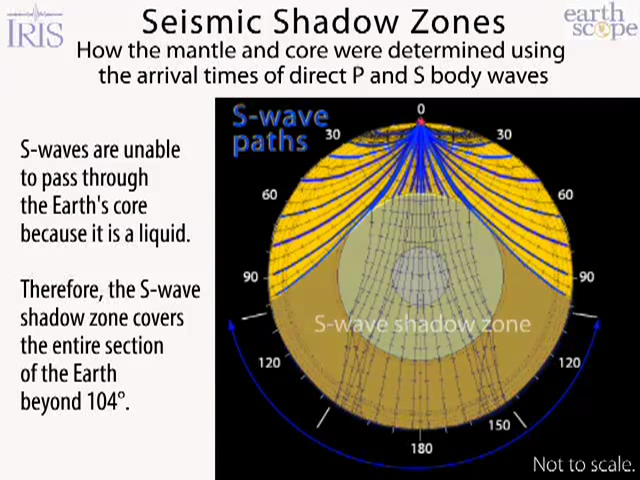 IRIS
Seismic Shadow Zones
earth
scope
How the mantle and core were determined using
the arrival times of direct P and S body waves
S-waves are unable
to pass through
the Earth's core
because it is a liquid.
Therefore, the S-wave
shadow zone covers
the entire section
of the Earth
beyond 104°.
S-wave
paths
0
30
30
60
60
90
90
S-wave shadow zone
120
120
150
180
Not to scale.